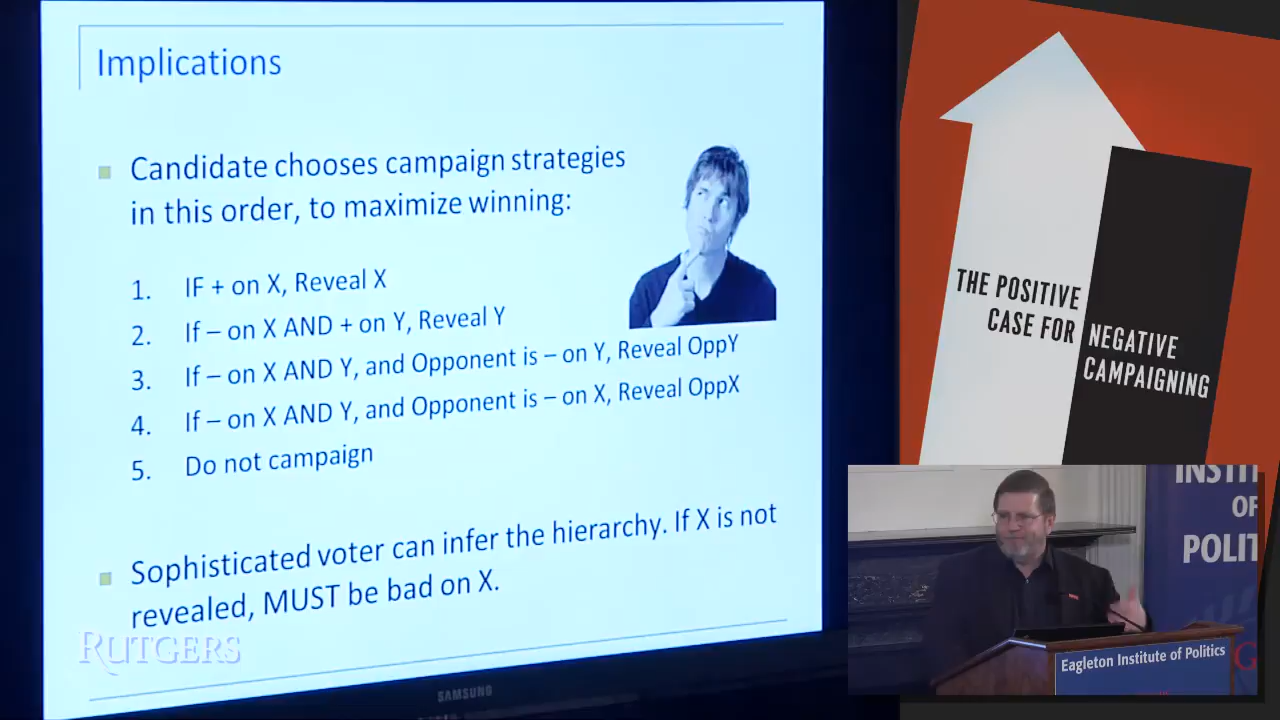 Implications
Candidate chooses campaign strategies
in this order, to maximize winning:
1. IF + on X, Reveal X
2. If – on X AND + on Y, Reveal Y
3. If – on X AND Y, and Opponent is – on Y, Reveal OppY
4. If – on X AND Y, and Opponent is – on X, Reveal OppX
5. Do not campaign
Sophisticated voter can infer the hierarchy. If X is not
revealed, MUST be bad on X.
RUTGERS
SAMSUNG
THE POSITIVE
CASE FOR
NEGATIVE
CAMPAIGNING
INSTI
OF
POLIT
Eagleton Institute of Politics
G